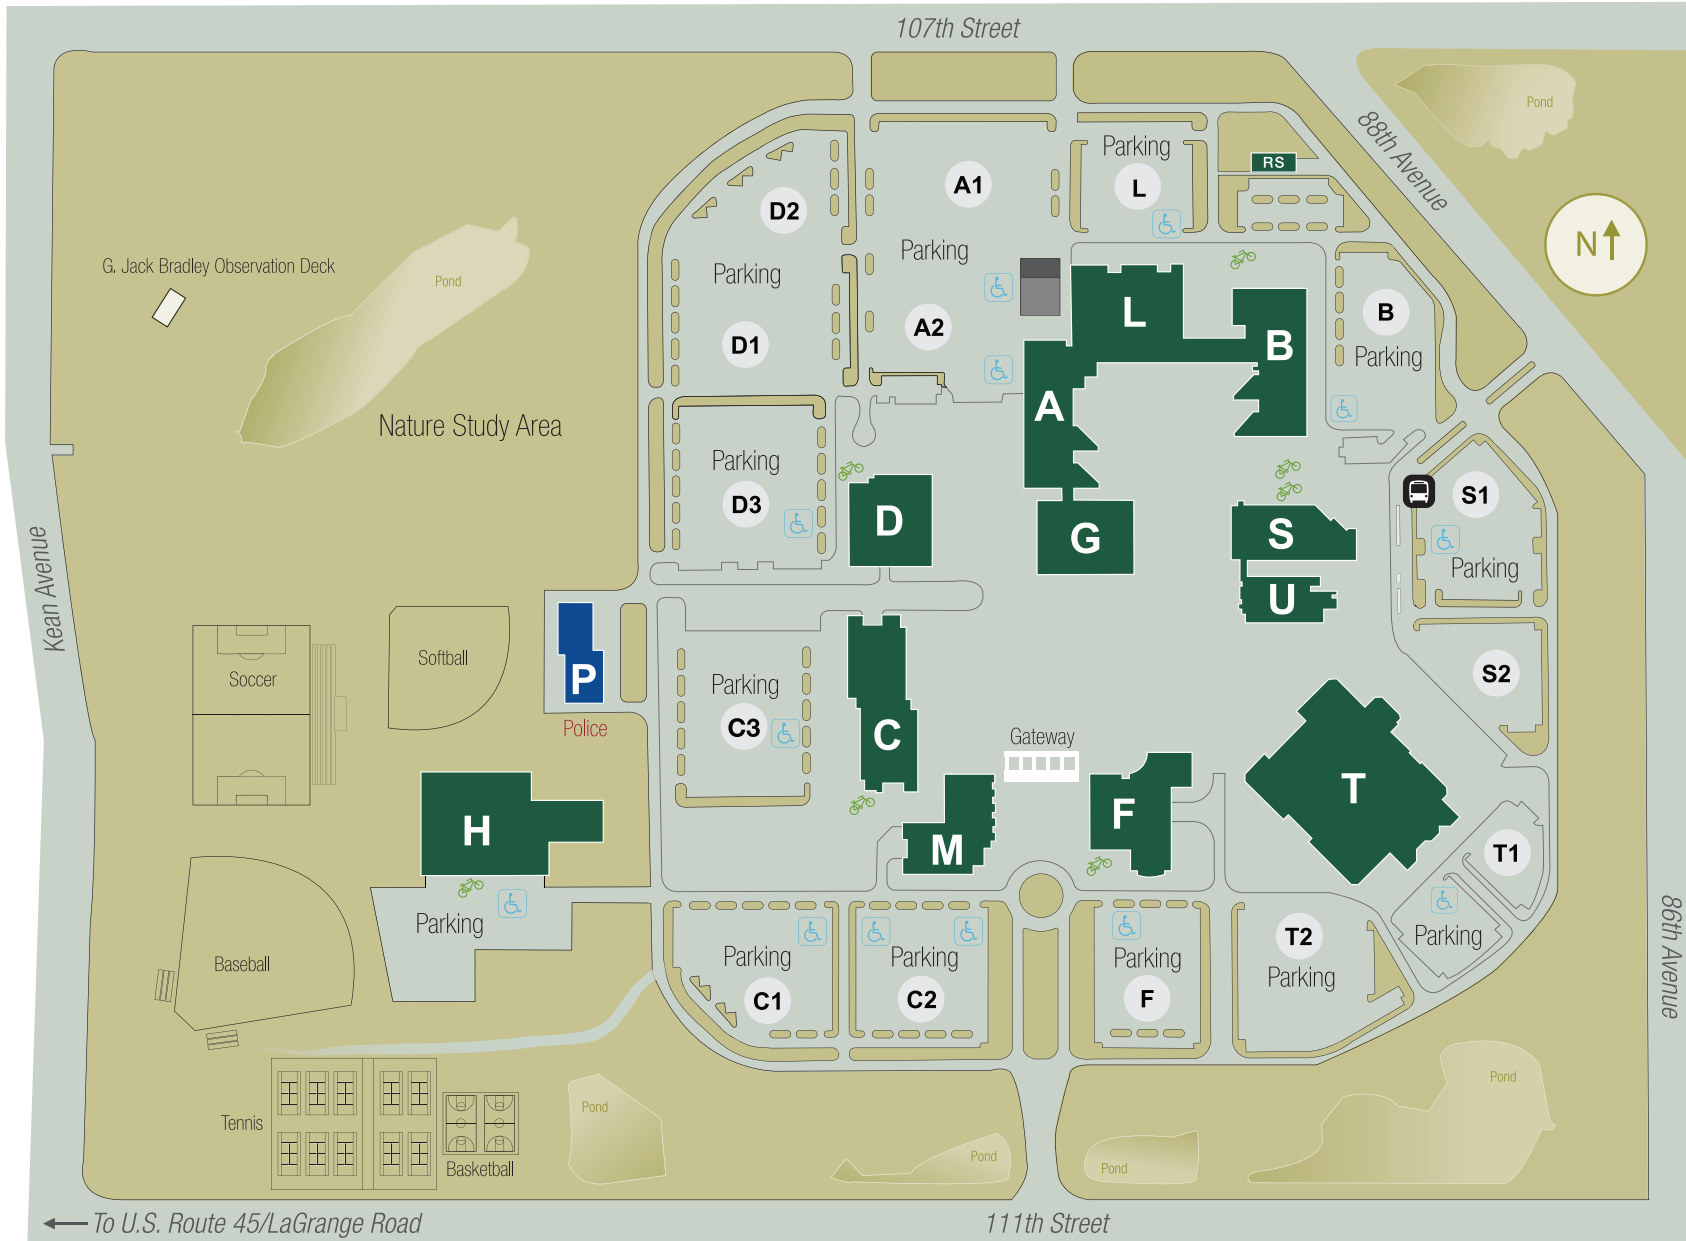 107th Street
88th Avenue
Pond
Parking
L
RS
A1
D2
Parking
N
G. Jack Bradley Observation Deck
Pond
Parking
A2
D1
L
B
B
Parking
A
Nature Study Area
Parking
D3
D
G
S
U
S1
Parking
Kean Avenue
Soccer
Softball
P
Police
Parking
C3
C
Gateway
S2
T
H
M
F
T1
Parking
Parking
Baseball
Parking
C1
Parking
C2
Parking
F
T2
Parking
86th Avenue
Tennis
Basketball
Pond
Pond
Pond
Pond
To U.S. Route 45/LaGrange Road
111th Street